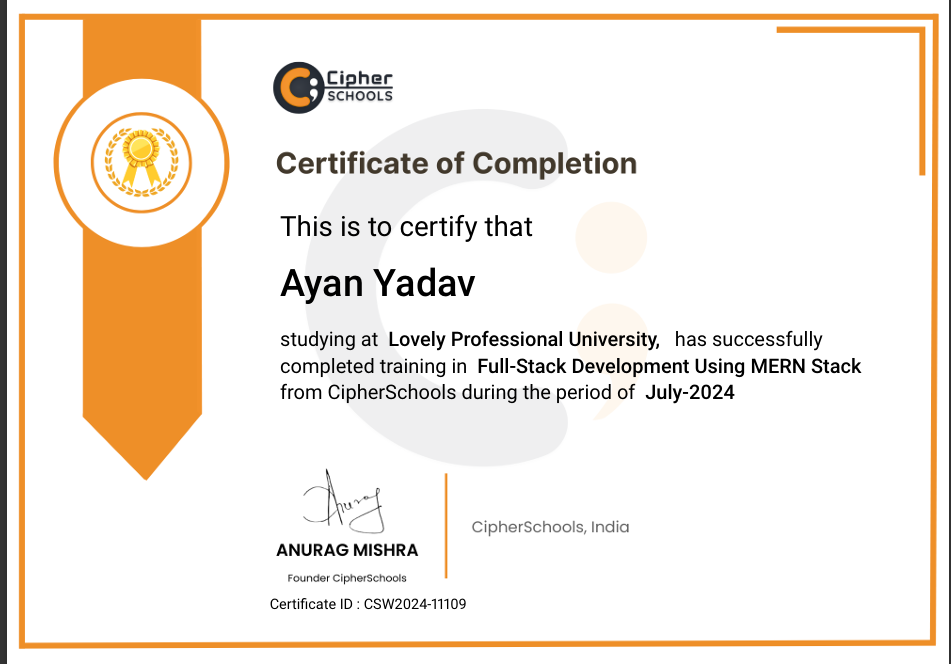 Cipher
SCHOOLS
Certificate of Completion
This is to certify that
Ayan Yadav
studying at Lovely Professional University, has successfully
completed training in Full-Stack Development Using MERN Stack
from CipherSchools during the period of July-2024
Anurag
ANURAG MISHRA
Founder CipherSchools
CipherSchools, India
Certificate ID : CSW2024-11109